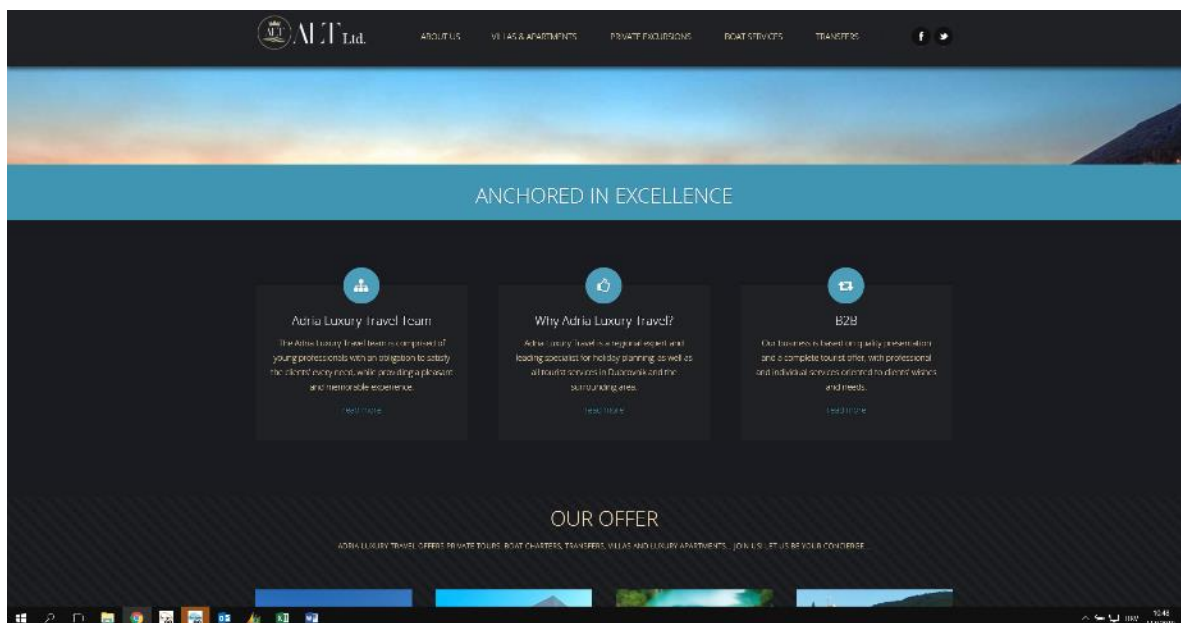 ALT Ltd.
ABOUT US VILLAS & APARTMENTS PRIVATE EXCURSIONS BOAT SERVICES TRANSFERS
ANCHORED IN EXCELLENCE
Adria Luxury Travel Team
The Adria Luxury Travel team is comprised of
young professionals with an obligation to satisfy
the clients' every need, while providing a pleasant
and memorable experience.
read more
Why Adria Luxury Travel?
Adria Luxury Travel is a regional expert and
leading specialist for holiday planning, as well as
all tourist services in Dubrovnik and the
surrounding area.
read more
B2B
Our business is based on quality presentation
and a complete tourist offer, with professional
and individual services oriented to clients' wishes
and needs.
read more
OUR OFFER
ADRIA LUXURY TRAVEL OFFERS PRIVATE TOURS, BOAT CHARTERS, TRANSFERS, VILLAS AND LUXURY APARTMENTS... JOIN US! LET US BE YOUR CONCIERGE...
HRV
10:48